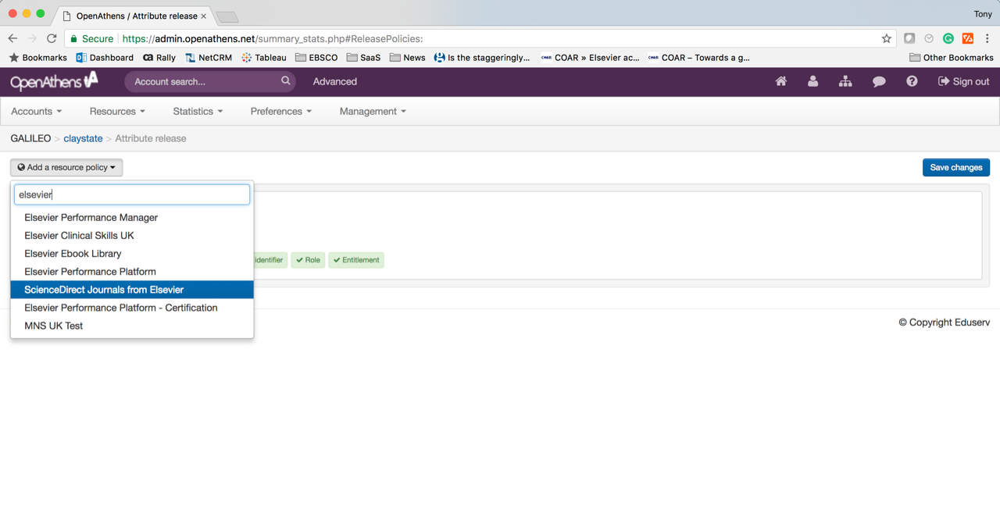 OpenAthens / Attribute release ×
Tony
Secure https://admin.openathens.net/summary_stats.php#ReleasePolicies:
Bookmarks Dashboard Rally NetCRM Tableau EBSCO SaaS News Is the staggeringly... COAR » Elsevier ac... COAR – Towards a g... Other Bookmarks
OpenAthens Account search... Advanced Sign out
Accounts Resources Statistics Preferences Management
GALILEO > claystate > Attribute release
Add a resource policy Save changes
elsevier
Elsevier Performance Manager
Elsevier Clinical Skills UK
Elsevier Ebook Library
identifier Role Entitlement
Elsevier Performance Platform
ScienceDirect Journals from Elsevier
Elsevier Performance Platform - Certification
MNS UK Test
© Copyright Eduserv